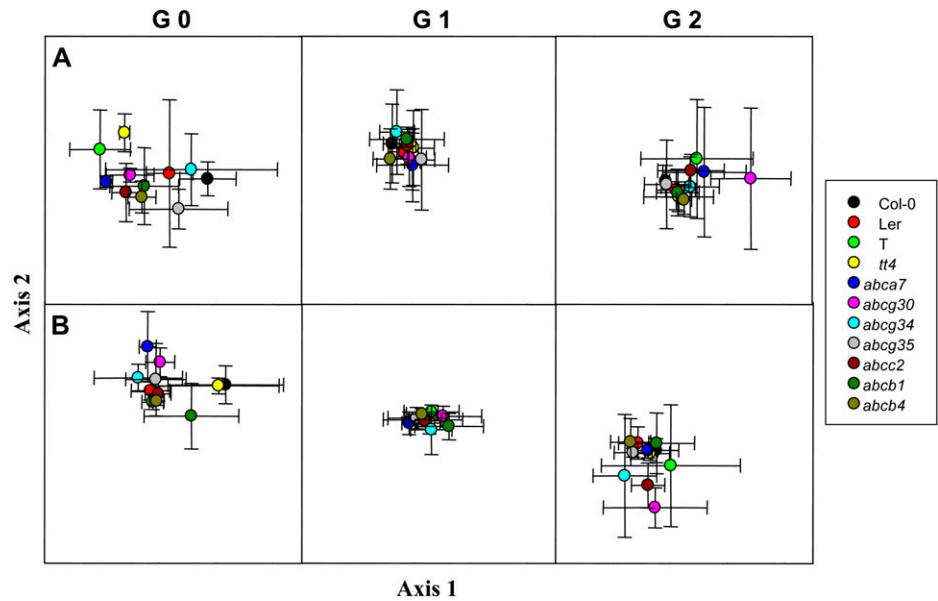 G 0 G 1 G 2
A
B
Axis 2
Axis 1
Col-0
Ler
T
tt4
abca7
abcg30
abcg34
abcg35
abcc2
abcb1
abcb4